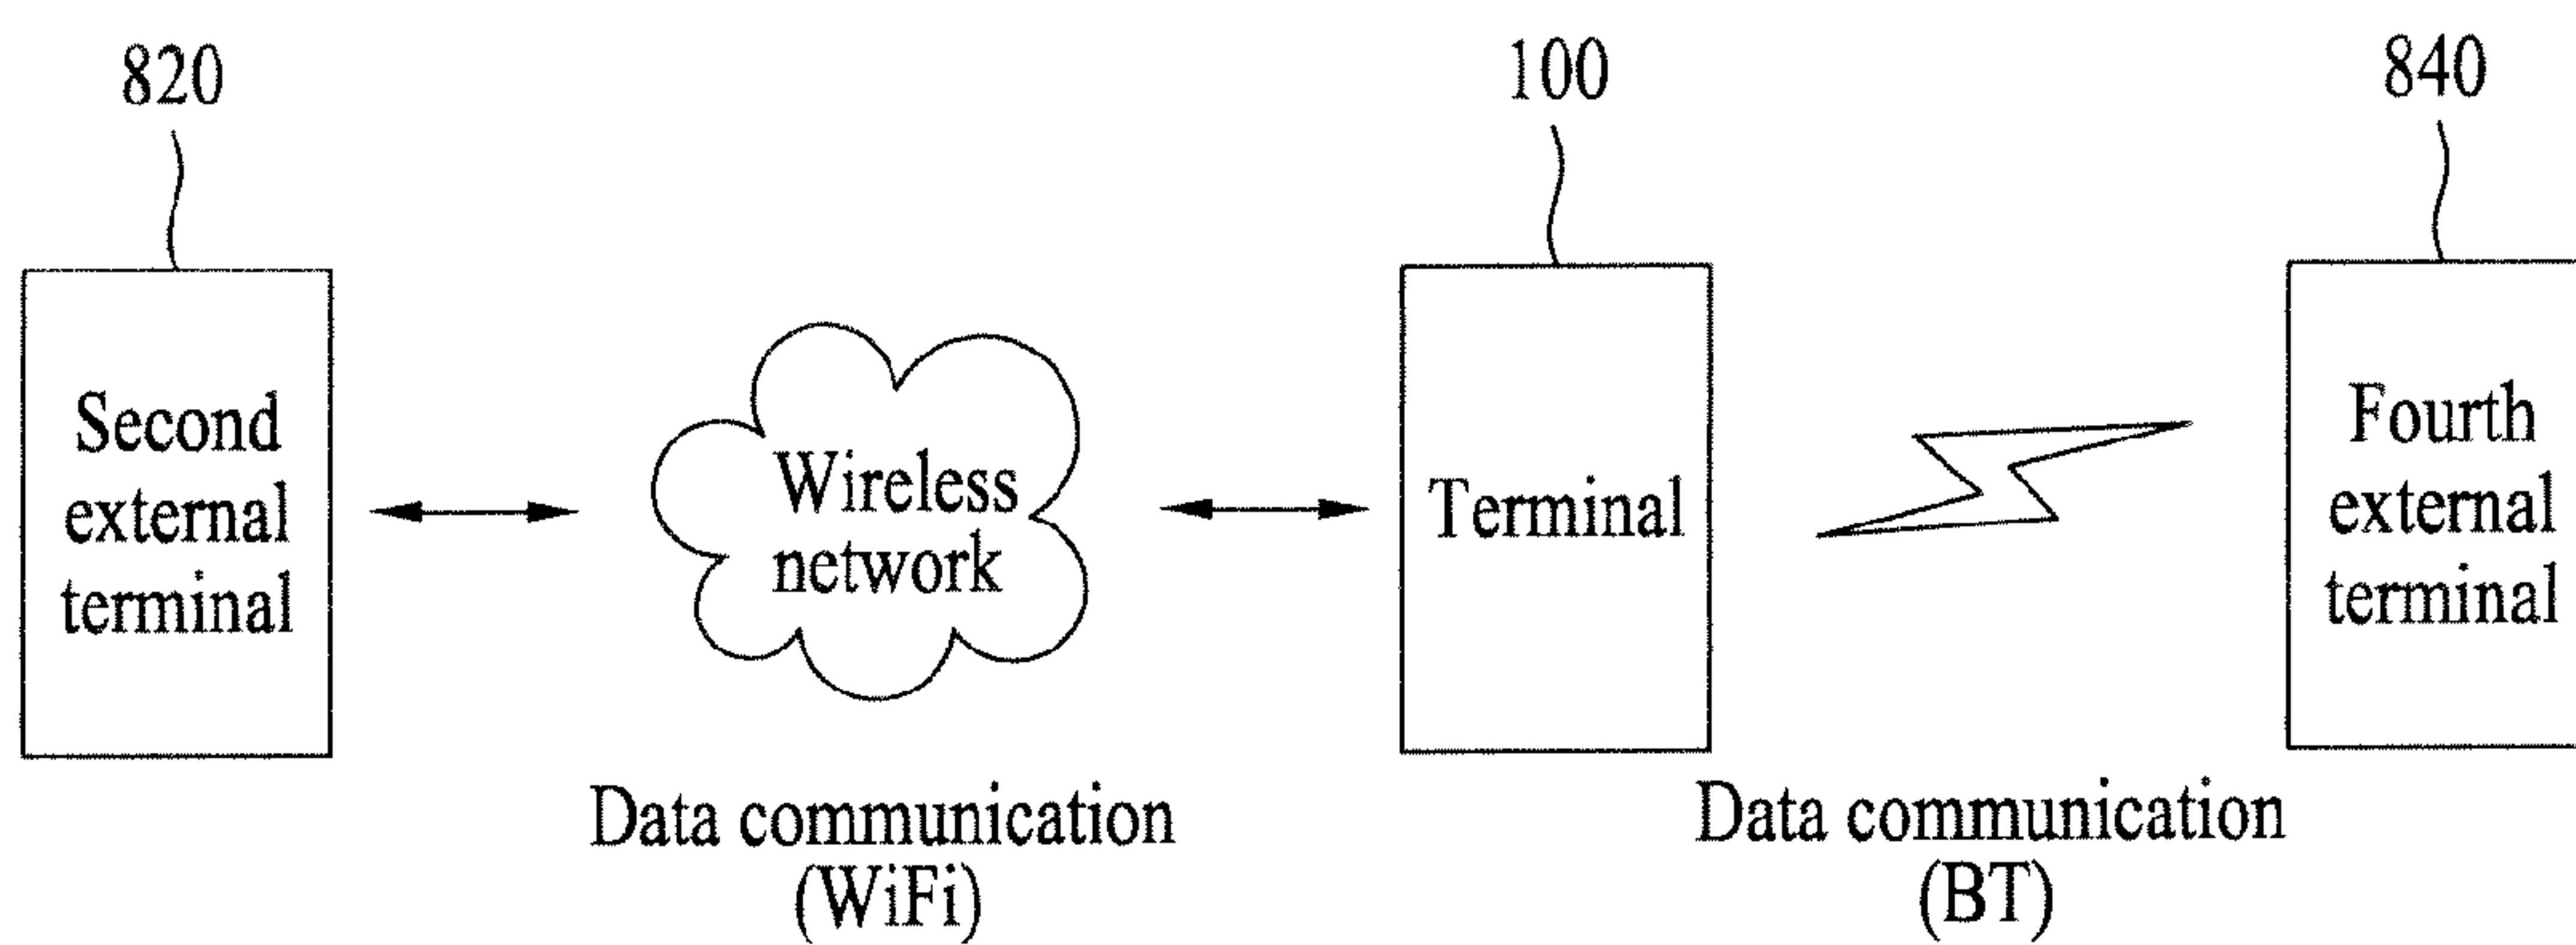 820
100
840
Second
external
terminal
Wireless
network
Terminal
Fourth
external
terminal
Data communication
(WiFi)
Data communication
(BT)